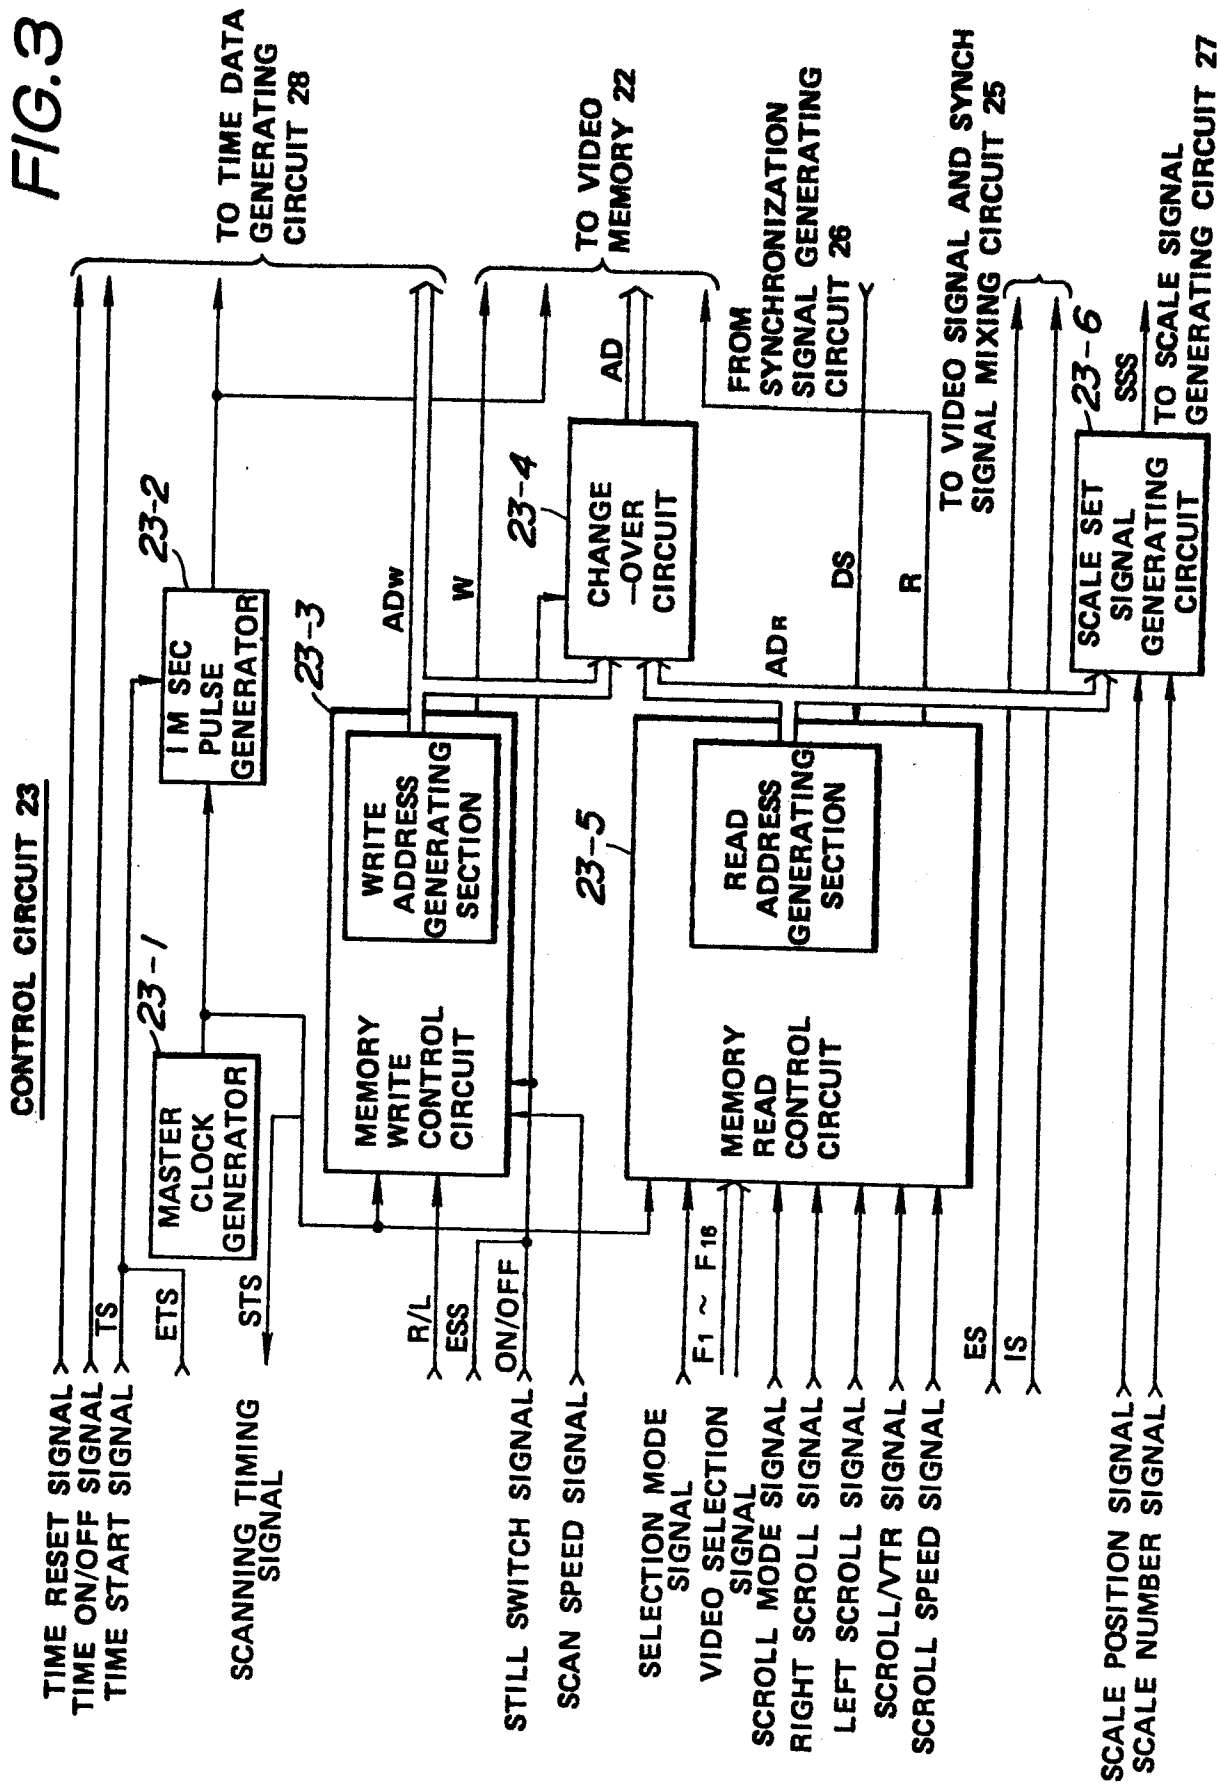 FIG.3
CONTROL CIRCUIT 23
TIME RESET SIGNAL
TIME ON/OFF SIGNAL
TIME START SIGNAL
TS
ETS
SCANNING TIMING
SIGNAL
STS
MASTER
CLOCK
GENERATOR
23-1
1 M SEC
PULSE
GENERATOR
23-2
TO TIME DATA
GENERATING
CIRCUIT 28
R/L
ESS
STILL SWITCH SIGNAL
ON/OFF
SCAN SPEED SIGNAL
MEMORY
WRITE
CONTROL
CIRCUIT
WRITE
ADDRESS
GENERATING
SECTION
23-3
ADW
W
CHANGE
-OVER
CIRCUIT
23-4
AD
TO VIDEO
MEMORY 22
SELECTION MODE
SIGNAL
VIDEO SELECTION
SIGNAL
F1 ~ F16
SCROLL MODE SIGNAL
RIGHT SCROLL SIGNAL
LEFT SCROLL SIGNAL
SCROLL/VTR SIGNAL
SCROLL SPEED SIGNAL
MEMORY
READ
CONTROL
CIRCUIT
READ
ADDRESS
GENERATING
SECTION
23-5
ADR
DS
R
FROM
SYNCHRONIZATION
SIGNAL GENERATING
CIRCUIT 26
ES
IS
TO VIDEO SIGNAL AND SYNCH
SIGNAL MIXING CIRCUIT 25
SCALE POSITION SIGNAL
SCALE NUMBER SIGNAL
SCALE SET
SIGNAL
GENERATING
CIRCUIT
23-6
SSS
TO SCALE SIGNAL
GENERATING CIRCUIT 27